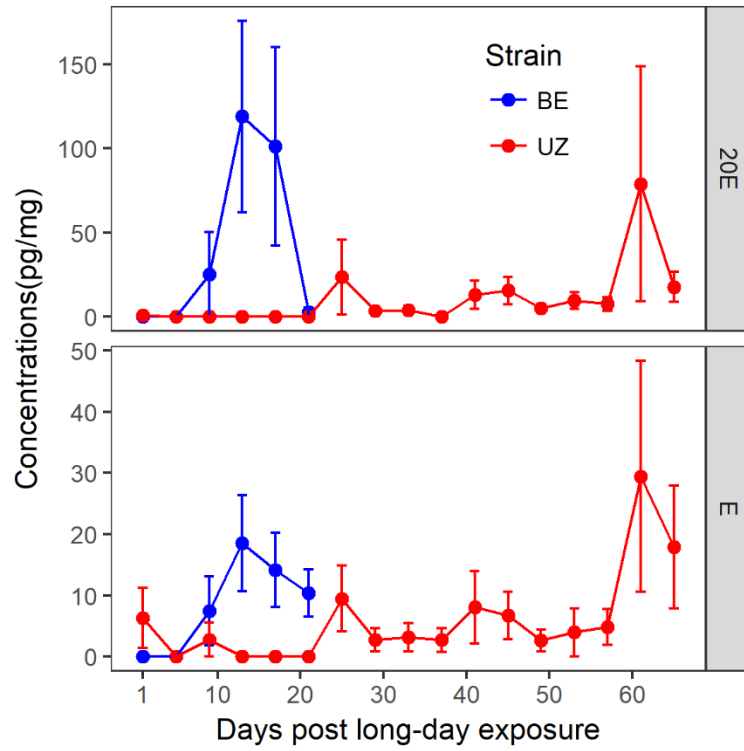 Strain
BE
UZ
150
100
50
0
20E
Concentrations(pg/mg)
50
40
30
20
10
0
E
1 10 20 30 40 50 60
Days post long-day exposure